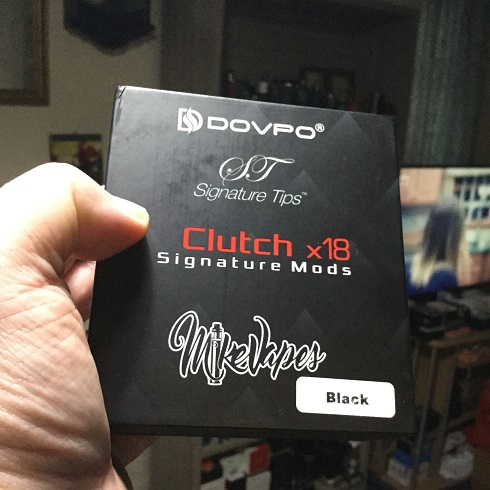 DOVPO®
ST
Signature Tips™
Clutch x18
Signature Mods
MikeVapes
Black